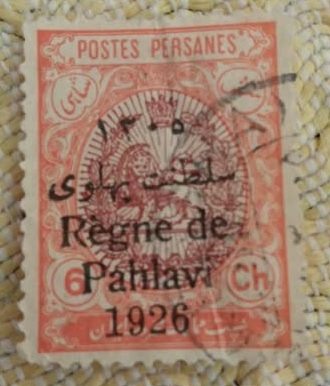 POSTES PERSANES
۱۳۰۵
سلطنت پهلوی
Règne de
Pahlavi
6 Ch
1926